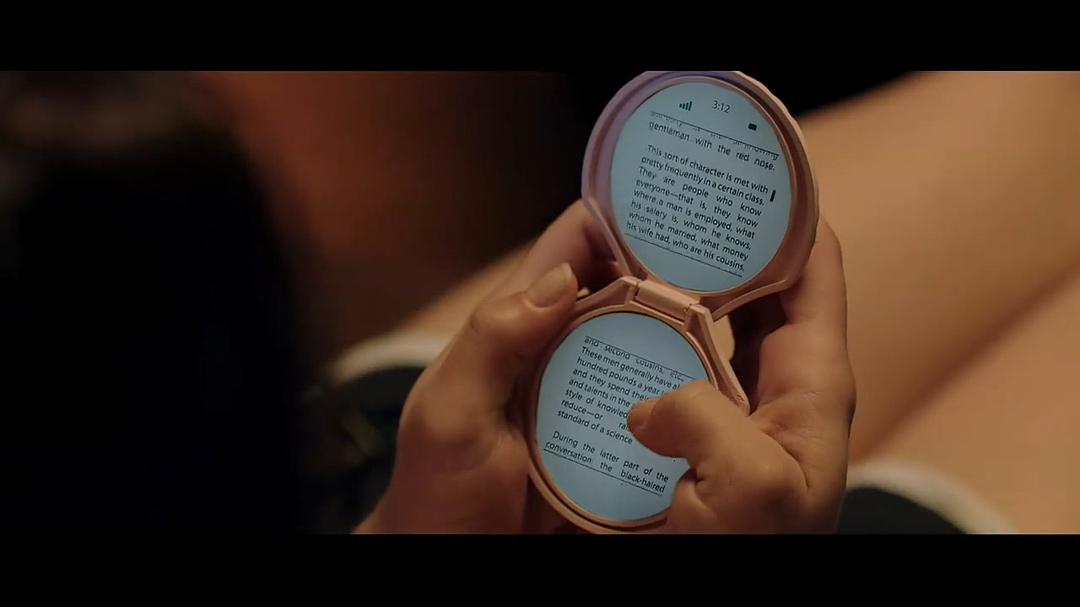 3:12
gentleman with the red nose.
This sort of character is met with
pretty frequently in a certain class.
They are people who know
everyone—that is, they know
where a man is employed, what
his salary is, whom he knows,
whom he married, what money
his wife had, who are his cousins,
and second cousins, etc.
These men generally have
hundred pounds a year
and they spend their
and talents in the
style of
reduce—or
standard of a science
During the latter part of the
conversation the black-haired